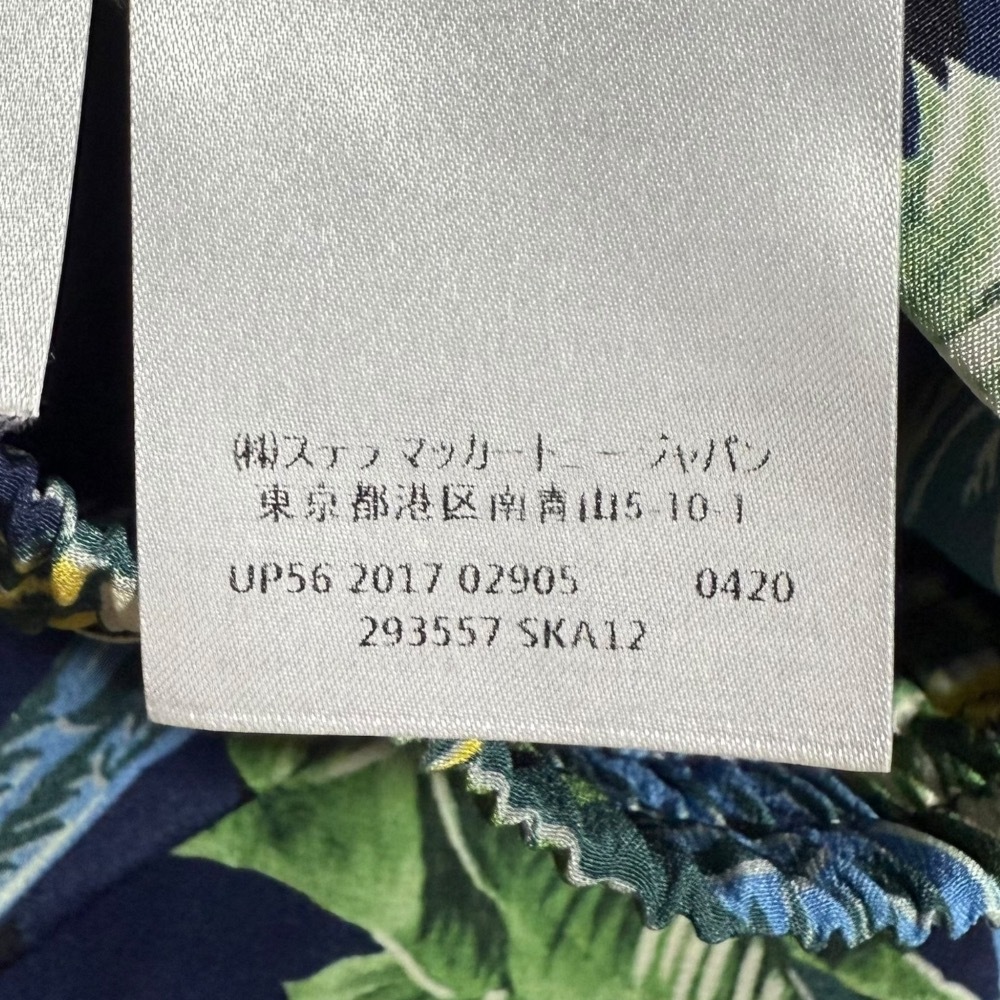 ㈱ステラ マッカートニー ジャパン
東京都港区南青山5-10-1
UP56 2017 02905 0420
293557 SKA12